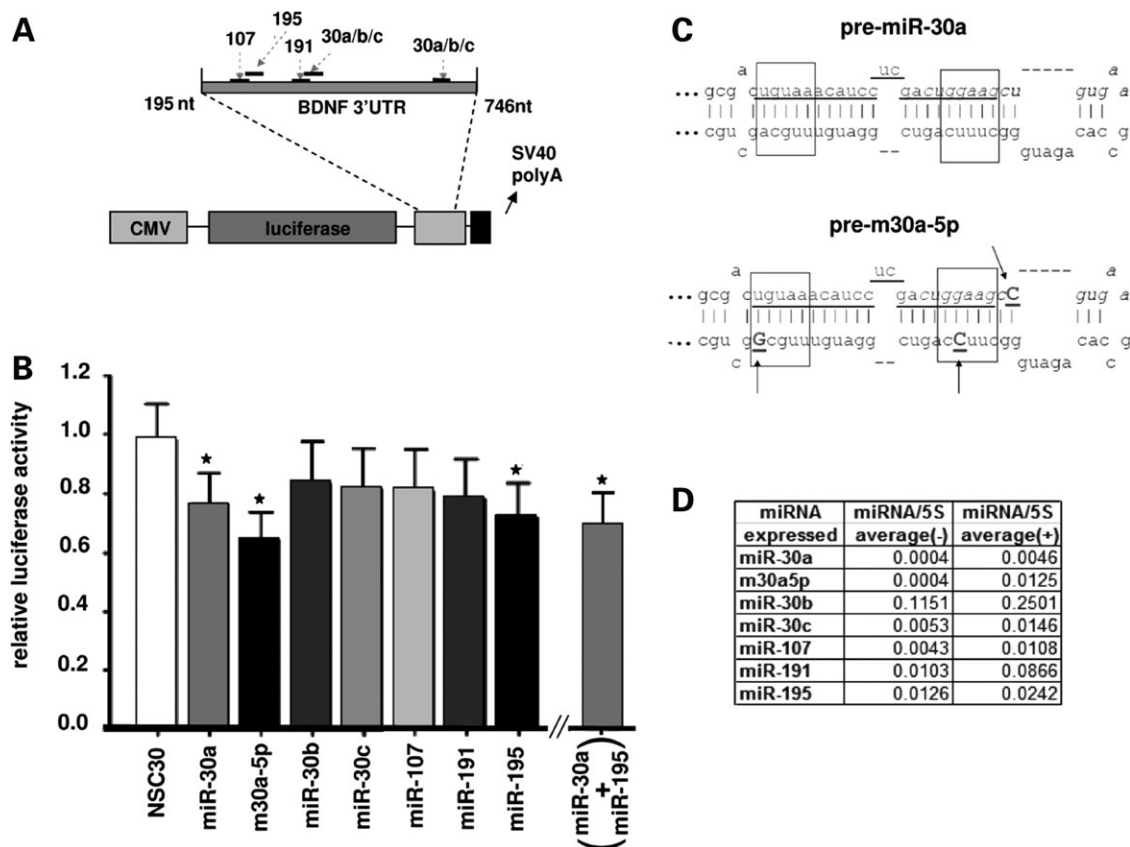 A
195
107
191
30a/b/c
30a/b/c
195 nt
BDNF 3'UTR
746nt
SV40
polyA
CMV
luciferase
B
relative luciferase activity
1.2
1.0
0.8
0.6
0.4
0.2
0.0
NSC30
miR-30a
m30a-5p
miR-30b
miR-30c
miR-107
miR-191
miR-195
(miR-30a
+
miR-195)
C
pre-miR-30a
a uc ----- a
... gcg cuguaaacaucc gacuggaagcu gug a
... cgu gacguuuguagg cugacuuucgg cac g
c -- guaga c
pre-m30a-5p
a uc ----- a
... gcg cuguaaacaucc gacuggaagcC gug a
... cgu gGcguuuguagg cugacCuucgg cac g
c -- guaga c
D
miRNA expressed miRNA/5S average(-) miRNA/5S average(+)
miR-30a 0.0004 0.0046
m30a5p 0.0004 0.0125
miR-30b 0.1151 0.2501
miR-30c 0.0053 0.0146
miR-107 0.0043 0.0108
miR-191 0.0103 0.0866
miR-195 0.0126 0.0242